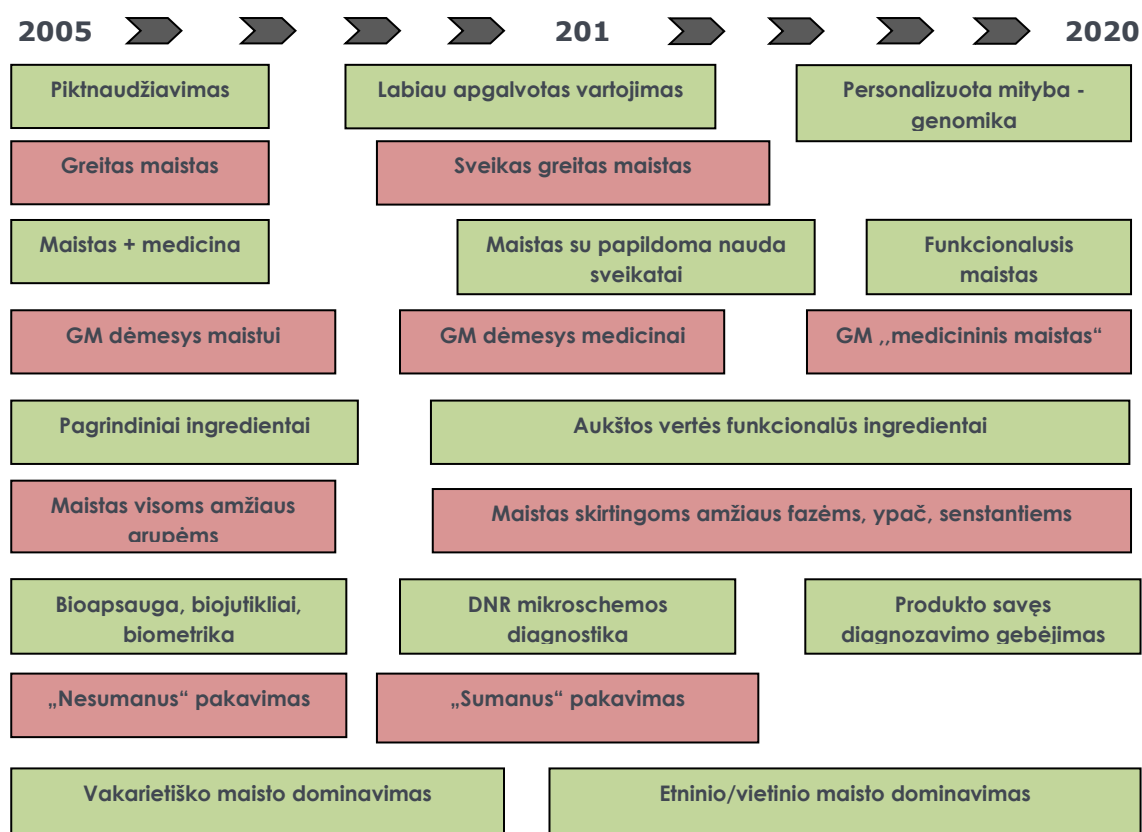 2005 201 2020
Piktnaudžiavimas Labiau apgalvotas vartojimas Personalizuota mityba -
genomika
Greitas maistas Sveikas greitas maistas
Maistas + medicina Maistas su papildoma nauda Funkcionalusis
sveikatai maistas
GM dėmesys maistui GM dėmesys medicinai GM ,,medicininis maistas“
Pagrindiniai ingredientai Aukštos vertės funkcionalūs ingredientai
Maistas visoms amžiaus
grupėms
Maistas skirtingoms amžiaus fazėms, ypač, senstantiems
Bioapsauga, biojutikliai, DNR mikroschemos Produkto savęs
biometrika diagnostika diagnozavimo gebėjimas
„Nesumanus“ pakavimas „Sumanus“ pakavimas
Vakarietiško maisto dominavimas Etninio/vietinio maisto dominavimas